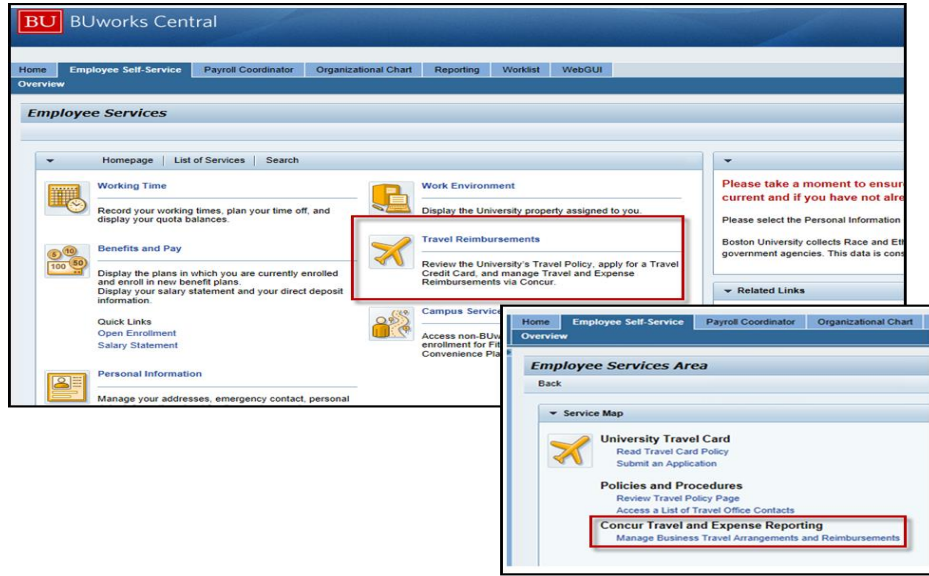 BU BUworks Central
Home Employee Self-Service Payroll Coordinator Organizational Chart Reporting Worklist WebGUI
Overview
Employee Services
Homepage List of Services Search
Working Time
Record your working times, plan your time off, and
display your quota balances.
Benefits and Pay
Display the plans in which you are currently enrolled
and enroll in new benefit plans.
Display your salary statement and your direct deposit
information.
Quick Links
Open Enrollment
Salary Statement
Personal Information
Manage your addresses, emergency contact, personal
Work Environment
Display the University property assigned to you.
Travel Reimbursements
Review the University's Travel Policy, apply for a Travel
Credit Card, and manage Travel and Expense
Reimbursements via Concur.
Campus Service
Access non-BUw
enrollment for Fit
Convenience Pla
Please take a moment to ensur
current and if you have not alre
Please select the Personal Information
Boston University collects Race and Eth
government agencies. This data is cons
Related Links
Home Employee Self-Service Payroll Coordinator Organizational Chart
Overview
Employee Services Area
Back
Service Map
University Travel Card
Read Travel Card Policy
Submit an Application
Policies and Procedures
Review Travel Policy Page
Access a List of Travel Office Contacts
Concur Travel and Expense Reporting
Manage Business Travel Arrangements and Reimbursements